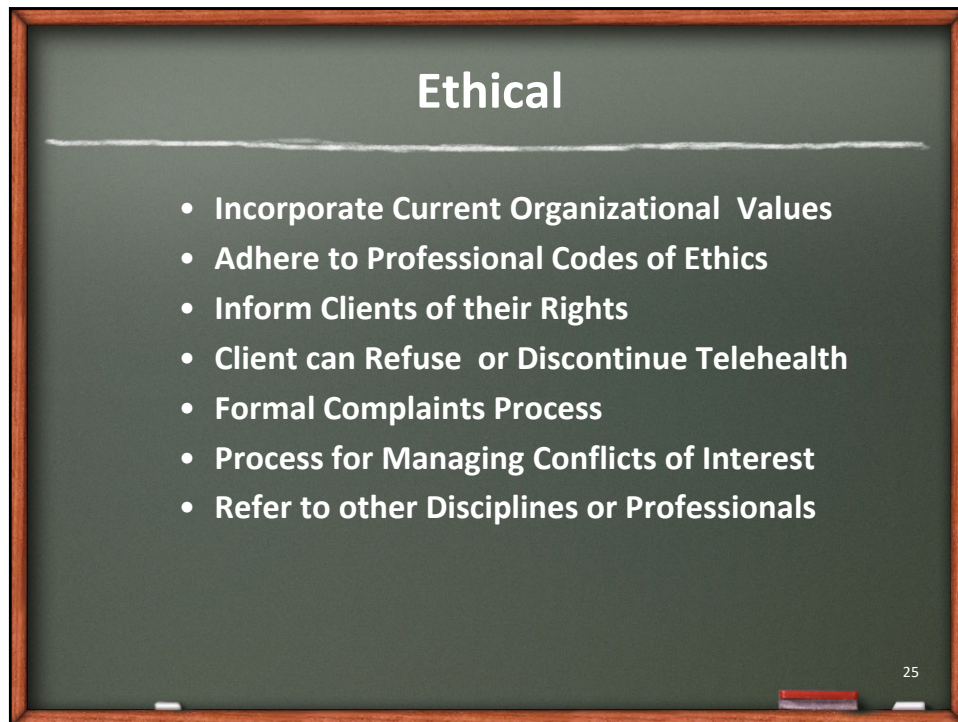 Ethical
• Incorporate Current Organizational  Values
• Adhere to Professional Codes of Ethics
• Inform Clients of their Rights
• Client can Refuse  or Discontinue Telehealth
• Formal Complaints Process
• Process for Managing Conflicts of Interest
• Refer to other Disciplines or Professionals
25